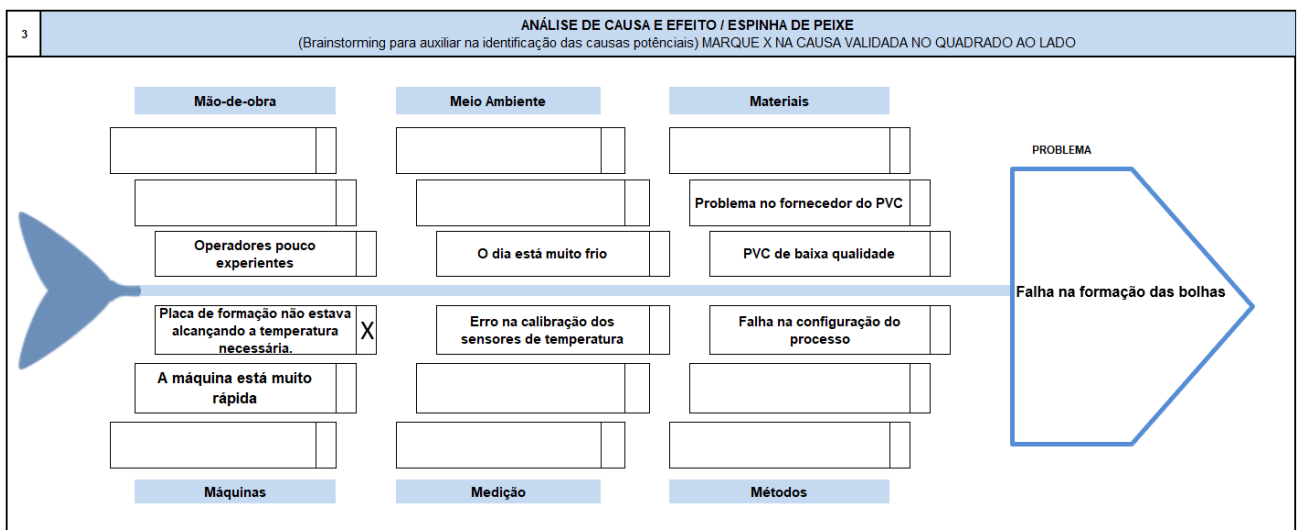 3
ANÁLISE DE CAUSA E EFEITO / ESPINHA DE PEIXE
(Brainstorming para auxiliar na identificação das causas potênciais) MARQUE X NA CAUSA VALIDADA NO QUADRADO AO LADO
Mão-de-obra
Meio Ambiente
Materiais
PROBLEMA
Problema no fornecedor do PVC
Operadores pouco
experientes
O dia está muito frio
PVC de baixa qualidade
Falha na formação das bolhas
Placa de formação não estava
alcançando a temperatura
necessária.
X
Erro na calibração dos
sensores de temperatura
Falha na configuração do
processo
A máquina está muito
rápida
Máquinas
Medição
Métodos